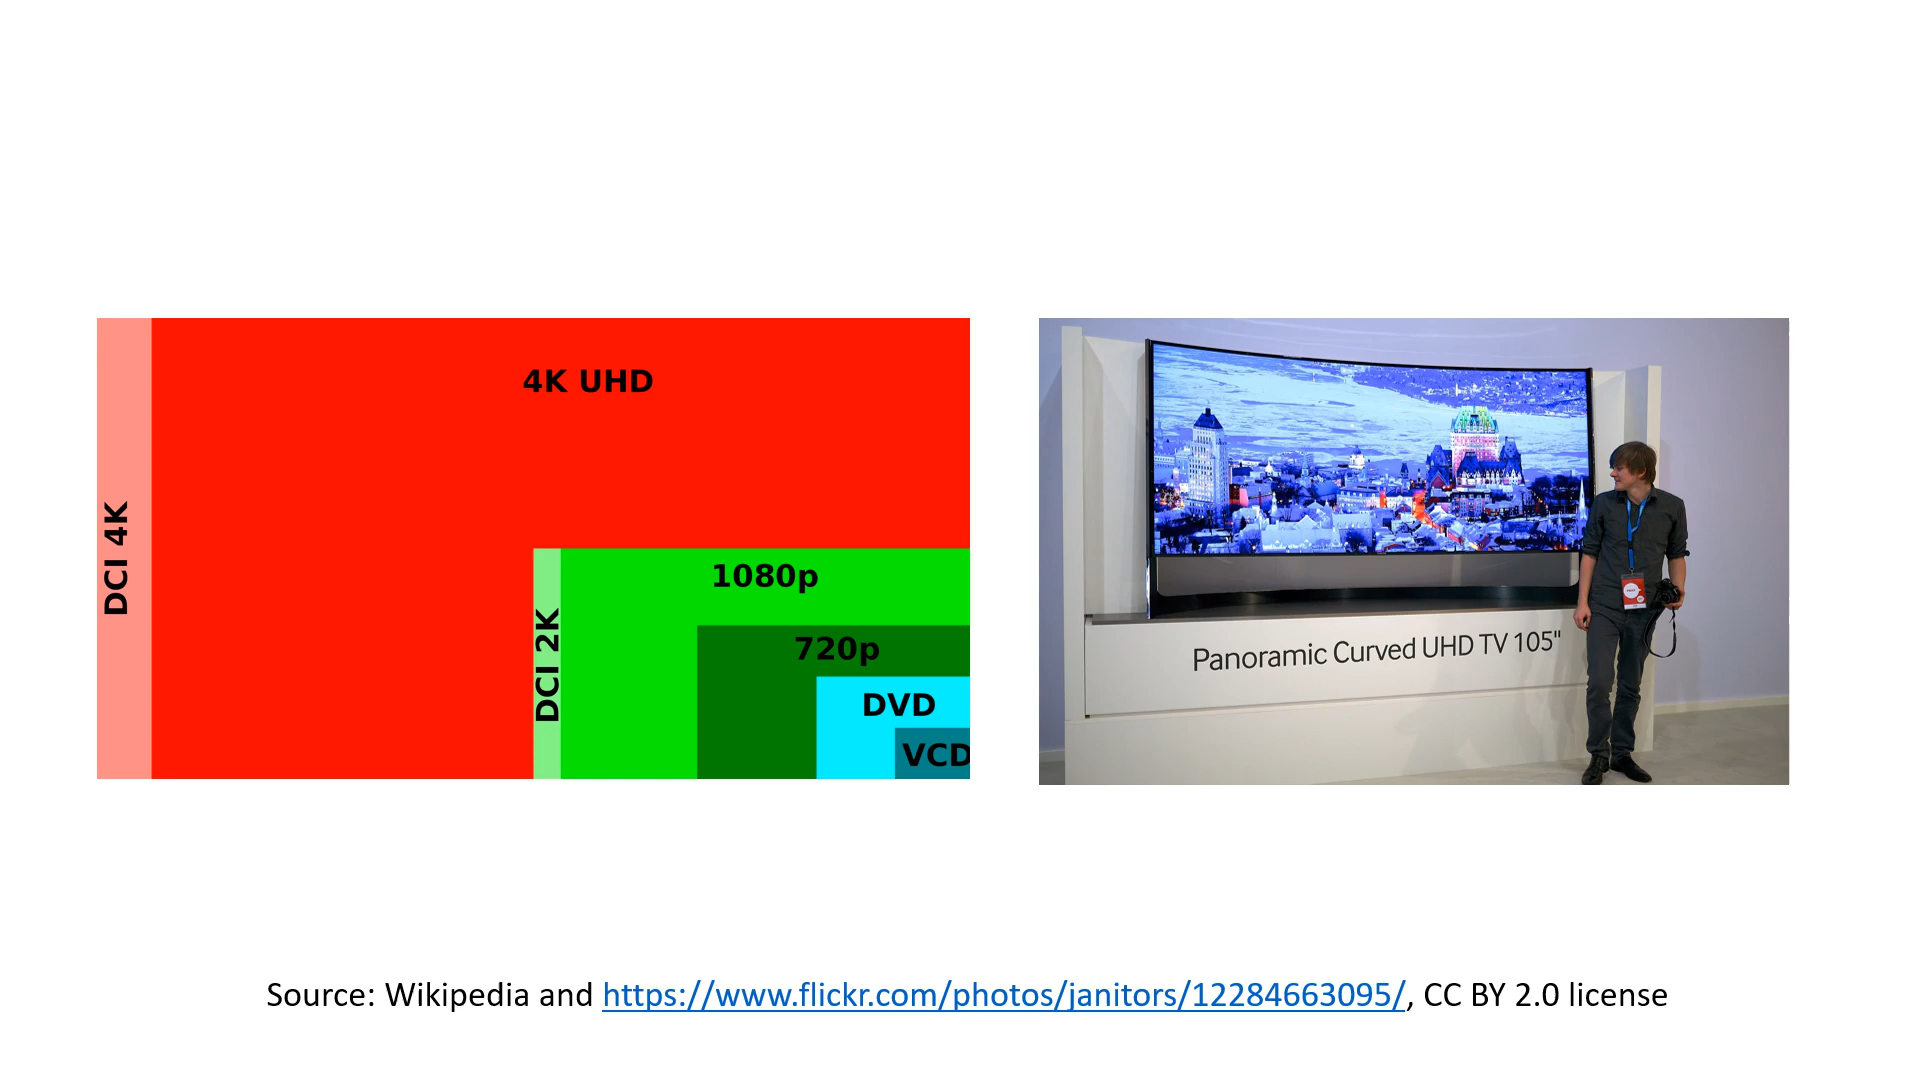 4K UHD
DCI 4K
1080p
DCI 2K
720p
DVD
VCD
Panoramic Curved UHD TV 105"
Source: Wikipedia and https://www.flickr.com/photos/janitors/12284663095/, CC BY 2.0 license